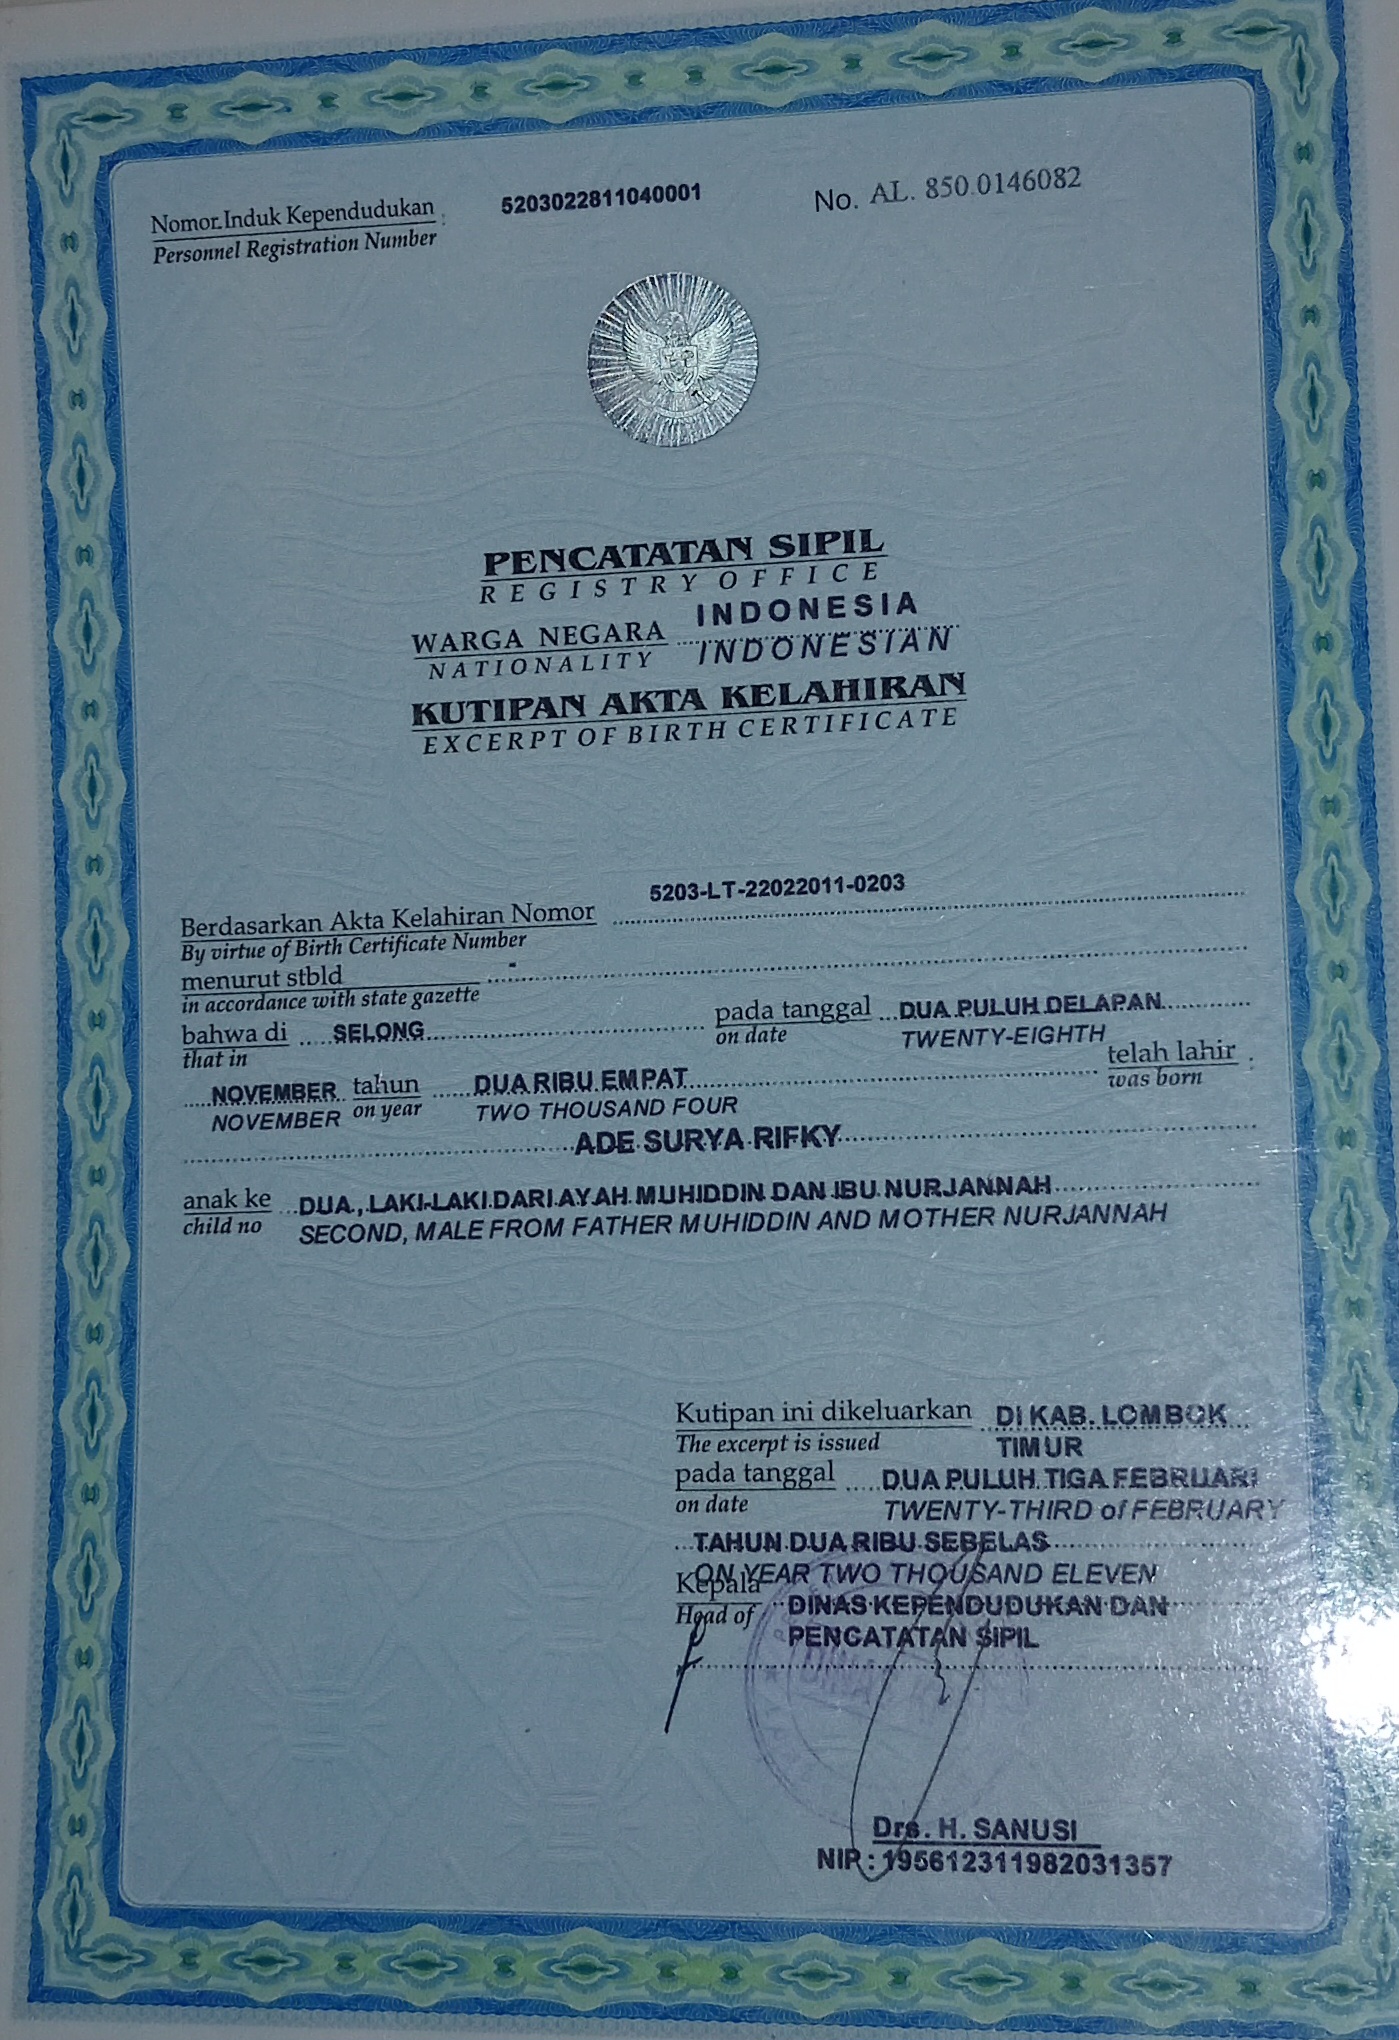 Nomor Induk Kependudukan : 5203022811040001 No. AL. 850.0146082
Personnel Registration Number
PENCATATAN SIPIL
REGISTRY OFFICE
WARGA NEGARA INDONESIA
NATIONALITY INDONESIAN
KUTIPAN AKTA KELAHIRAN
EXCERPT OF BIRTH CERTIFICATE
Berdasarkan Akta Kelahiran Nomor 5203-LT-22022011-0203
By virtue of Birth Certificate Number
menurut stbld -
in accordance with state gazette
bahwa di SELONG pada tanggal DUA PULUH DELAPAN
that in on date TWENTY-EIGHTH
NOVEMBER tahun DUA RIBU EMPAT telah lahir :
NOVEMBER on year TWO THOUSAND FOUR was born
ADE SURYA RIFKY
anak ke DUA, LAKI-LAKI DARI AYAH MUHIDDIN DAN IBU NURJANNAH
child no SECOND, MALE FROM FATHER MUHIDDIN AND MOTHER NURJANNAH
Kutipan ini dikeluarkan DI KAB. LOMBOK
The excerpt is issued TIMUR
pada tanggal DUA PULUH TIGA FEBRUARI
on date TWENTY-THIRD of FEBRUARY
TAHUN DUA RIBU SEBELAS
ON YEAR TWO THOUSAND ELEVEN
Kepala DINAS KEPENDUDUKAN DAN
Head of PENCATATAN SIPIL
DINAS
Drs. H. SANUSI
NIP : 195612311982031357